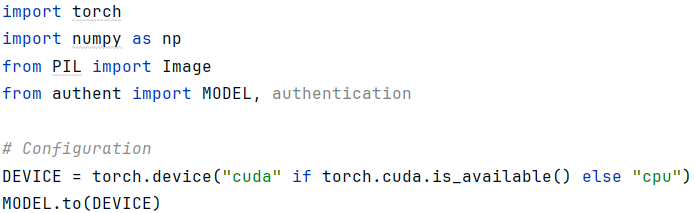 import torch
import numpy as np
from PIL import Image
from authent import MODEL, authentication
# Configuration
DEVICE = torch.device("cuda" if torch.cuda.is_available() else "cpu")
MODEL.to(DEVICE)